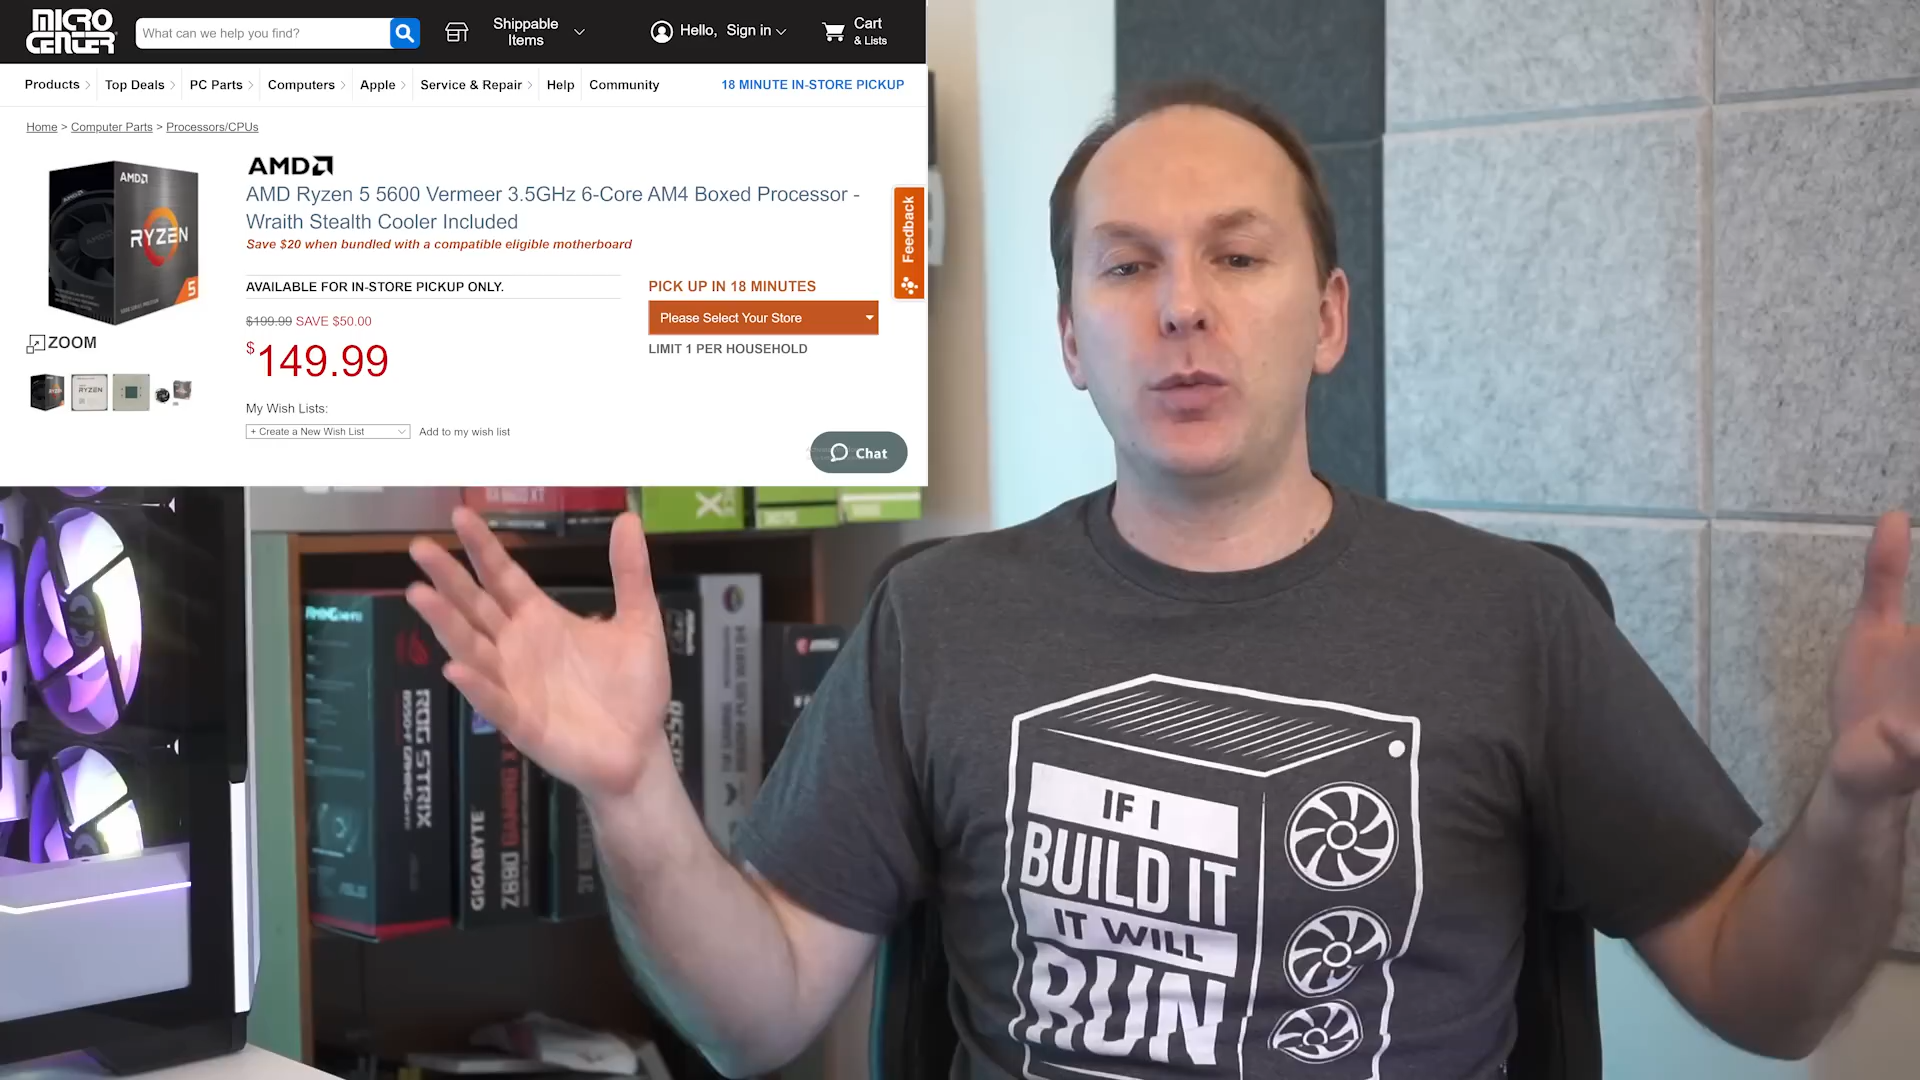 MICRO
CENTER
What can we help you find?
Shippable
Items
Hello, Sign in
Cart
& Lists
Products
Top Deals
PC Parts
Computers
Apple
Service & Repair
Help
Community
18 MINUTE IN-STORE PICKUP
Home > Computer Parts > Processors/CPUs
AMD
AMD Ryzen 5 5600 Vermeer 3.5GHz 6-Core AM4 Boxed Processor -
Wraith Stealth Cooler Included
Save $20 when bundled with a compatible eligible motherboard
AVAILABLE FOR IN-STORE PICKUP ONLY.
$199.99 SAVE $50.00
$149.99
PICK UP IN 18 MINUTES
Please Select Your Store
LIMIT 1 PER HOUSEHOLD
Feedback
AMD
RYZEN
5
ZOOM
My Wish Lists:
+ Create a New Wish List
Add to my wish list
Chat
ROG STRIX
GIGABYTE
IF I
BUILD IT
IT WILL
RUN